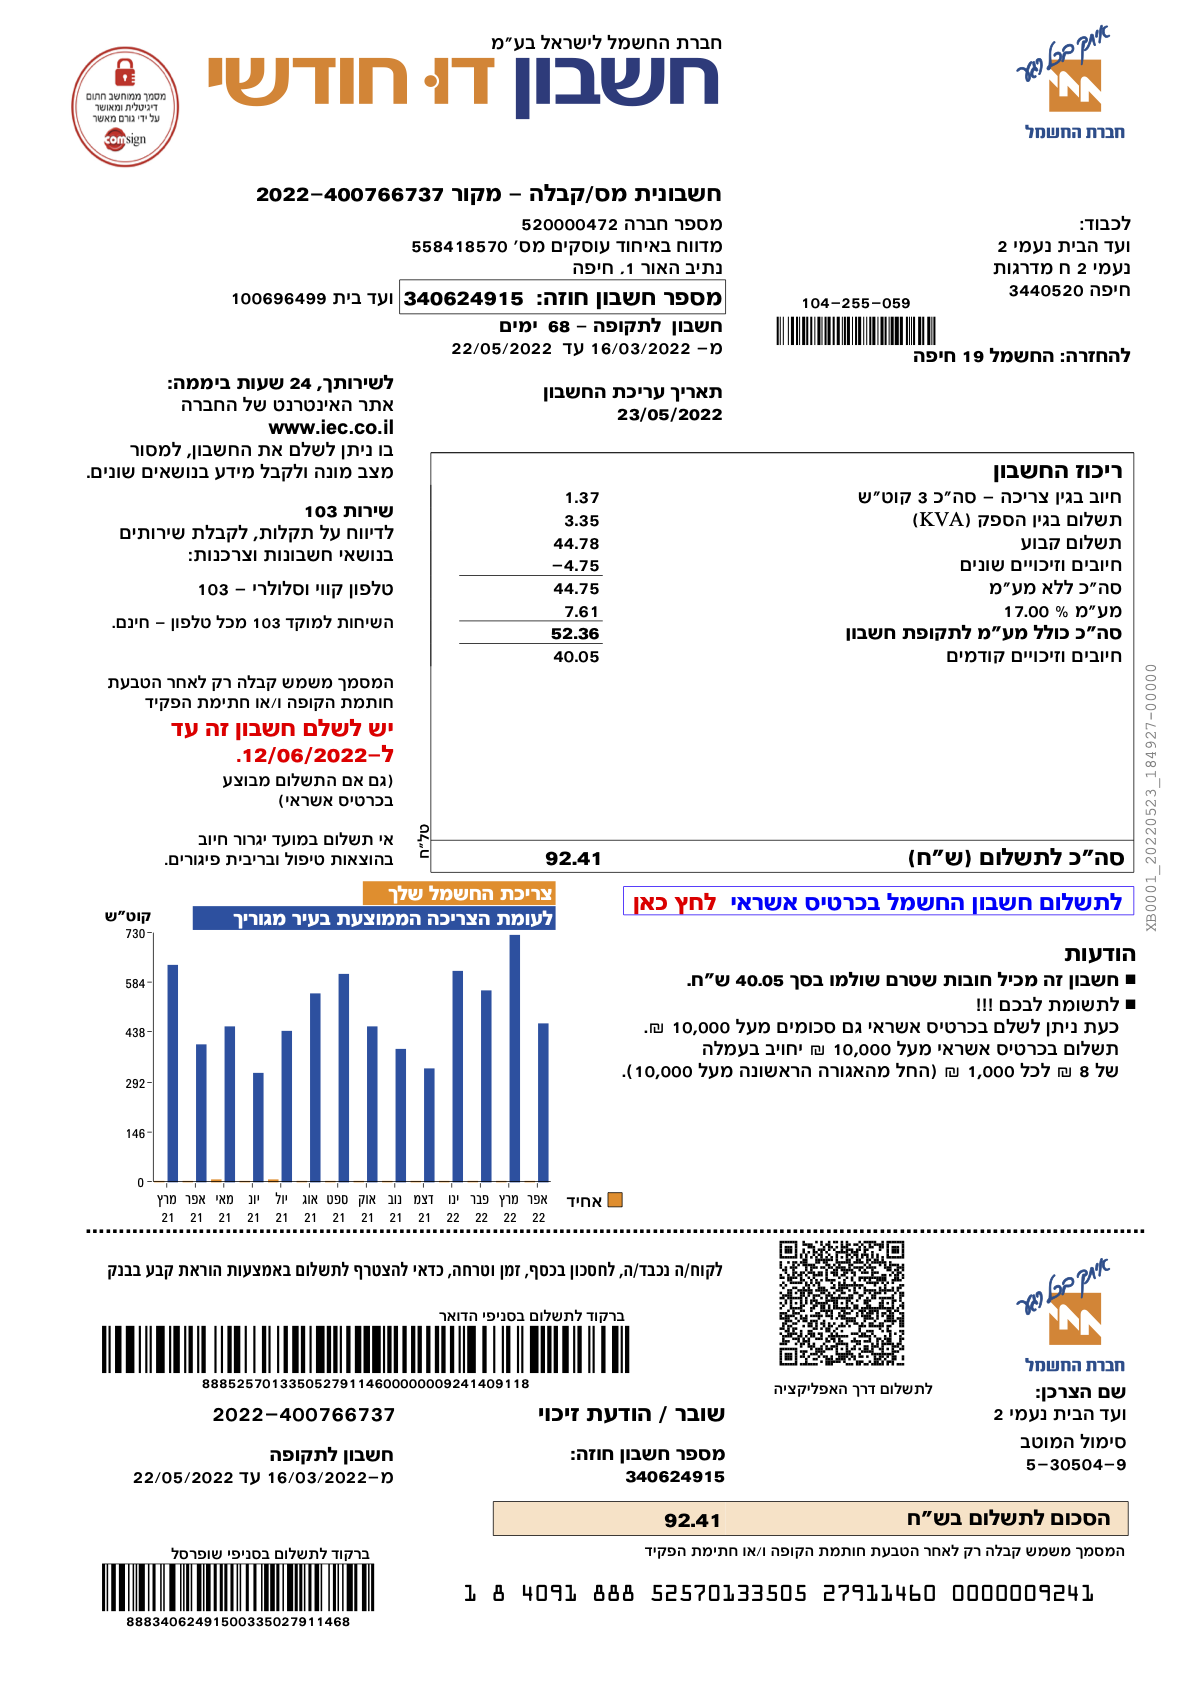 איתך בכל רגע
חברת החשמל
חברת החשמל לישראל בע"מ
חשבון דו-חודשי
מסמך ממוחשב חתום
דיגיטלית ומאושר
על ידי גורם מאשר
comsign
חשבונית מס/קבלה – מקור 2022–400766737
לכבוד:
ועד הבית נעמי 2
נעמי 2 ח מדרגות
חיפה 3440520
104–255–059
להחזרה: החשמל 19 חיפה
מספר חברה 520000472
מדווח באיחוד עוסקים מס' 558418570
נתיב האור 1. חיפה
מספר חשבון חוזה: 340624915
ועד בית 100696499
חשבון לתקופה – 68 ימים
מ– 16/03/2022 עד 22/05/2022
תאריך עריכת החשבון
23/05/2022
ריכוז החשבון
חיוב בגין צריכה – סה"כ 3 קוט"ש 1.37
תשלום בגין הספק (KVA) 3.35
תשלום קבוע 44.78
חיובים וזיכויים שונים –4.75
סה"כ ללא מע"מ 44.75
מע"מ % 17.00 7.61
סה"כ כולל מע"מ לתקופת חשבון 52.36
חיובים וזיכויים קודמים 40.05
סה"כ לתשלום (ש"ח) 92.41
טל"ח
XB0001_20220523_184927-00000
לשירותך, 24 שעות ביממה:
אתר האינטרנט של החברה
www.iec.co.il
בו ניתן לשלם את החשבון, למסור
מצב מונה ולקבל מידע בנושאים שונים.
שירות 103
לדיווח על תקלות, לקבלת שירותים
בנושאי חשבונות וצרכנות:
טלפון קווי וסלולרי – 103
השיחות למוקד 103 מכל טלפון – חינם.
המסמך משמש קבלה רק לאחר הטבעת
חותמת הקופה ו/או חתימת הפקיד
יש לשלם חשבון זה עד
ל–12/06/2022.
(גם אם התשלום מבוצע
בכרטיס אשראי)
אי תשלום במועד יגרור חיוב
בהוצאות טיפול ובריבית פיגורים.
לתשלום חשבון החשמל בכרטיס אשראי לחץ כאן
הודעות
■ חשבון זה מכיל חובות שטרם שולמו בסך 40.05 ש"ח.
■ לתשומת לבכם !!!
כעת ניתן לשלם בכרטיס אשראי גם סכומים מעל 10,000 ₪.
תשלום בכרטיס אשראי מעל 10,000 ₪ יחויב בעמלה
של 8 ₪ לכל 1,000 ₪ (החל מהאגורה הראשונה מעל 10,000).
צריכת החשמל שלך
לעומת הצריכה הממוצעת בעיר מגוריך
קוט"ש
730
584
438
292
146
0
מרץ אפר מאי יונ יול אוג ספט אוק נוב דצמ ינו פבר מרץ אפר
21 21 21 21 21 21 21 21 21 21 22 22 22 22
אחיד
איתך בכל רגע
חברת החשמל
לקוח/ה נכבד/ה, לחסכון בכסף, זמן וטרחה, כדאי להצטרף לתשלום באמצעות הוראת קבע בבנק
ברקוד לתשלום בסניפי הדואר
888525701335052791146000000009241409118
לתשלום דרך האפליקציה
שם הצרכן:
ועד הבית נעמי 2
סימול המוטב
5–30504–9
שובר / הודעת זיכוי 2022–400766737
מספר חשבון חוזה:
340624915
חשבון לתקופה
מ–16/03/2022 עד 22/05/2022
הסכום לתשלום בש"ח 92.41
המסמך משמש קבלה רק לאחר הטבעת חותמת הקופה ו/או חתימת הפקיד
ברקוד לתשלום בסניפי שופרסל
8883406249150033502​7911468
1 8 4091 888 52570133505 27911460 0000009241